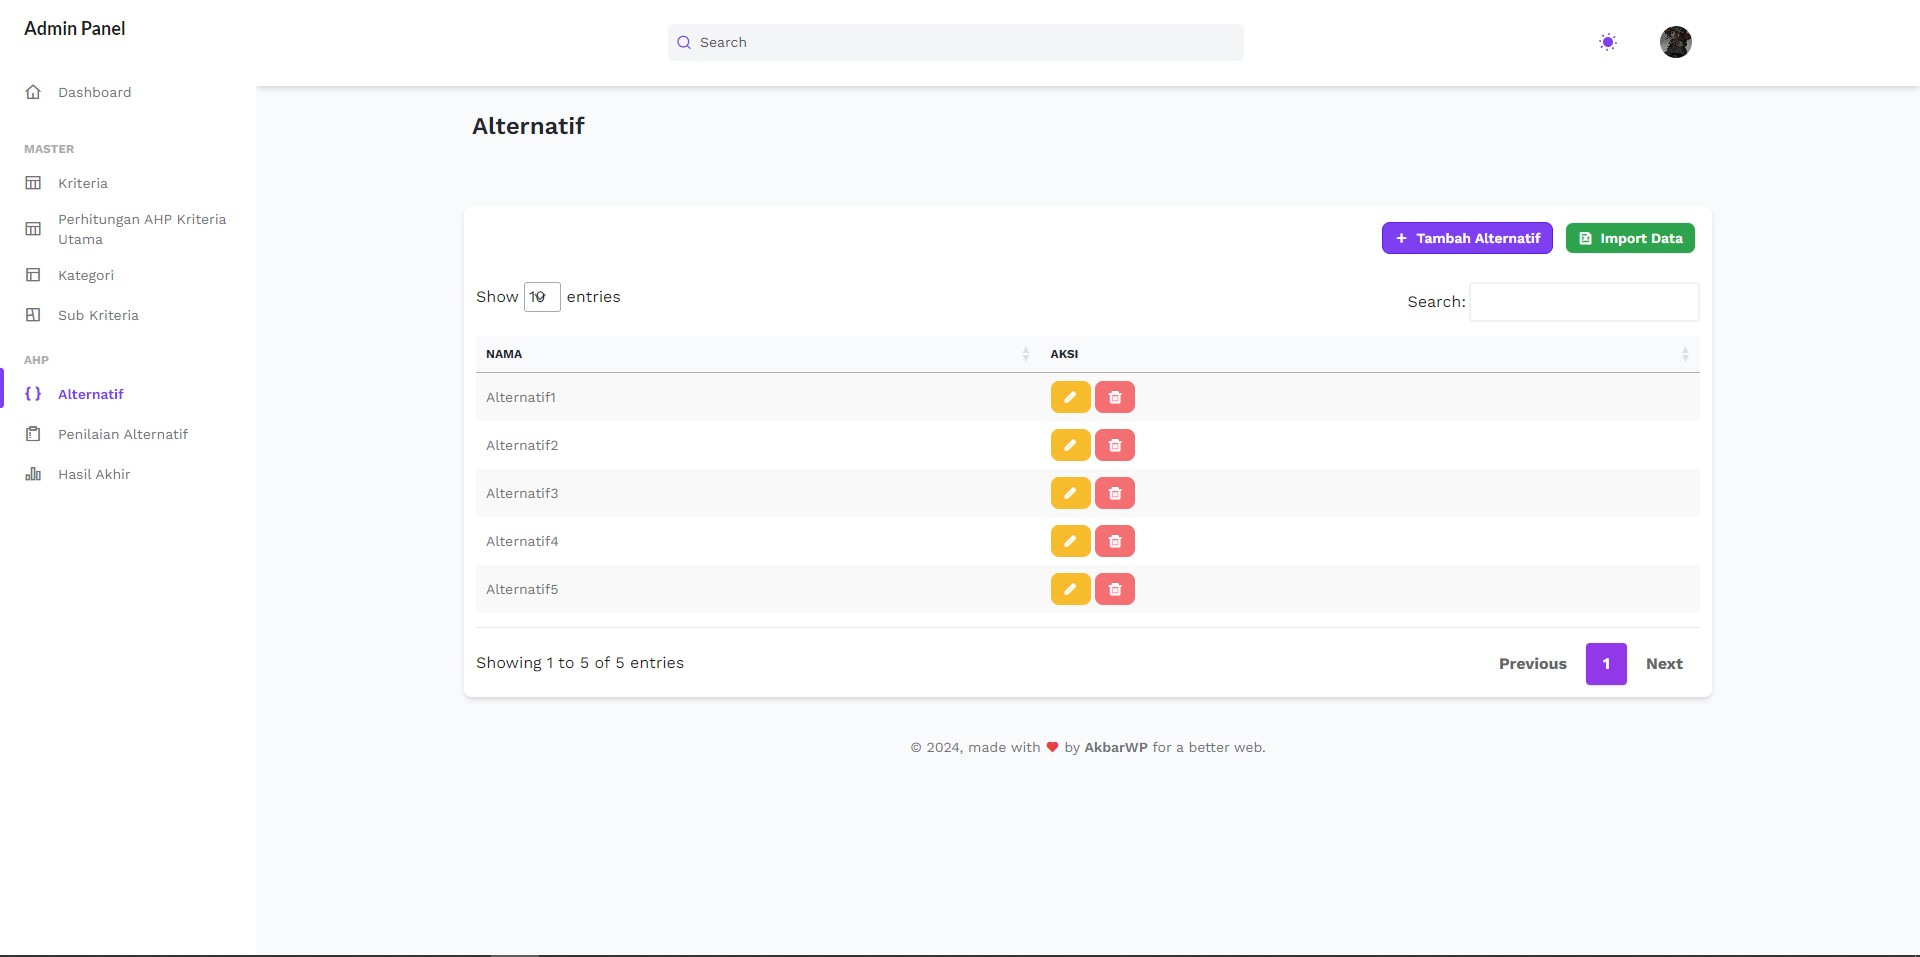 Admin Panel
Search
Dashboard
MASTER
Kriteria
Perhitungan AHP Kriteria
Utama
Kategori
Sub Kriteria
AHP
Alternatif
Penilaian Alternatif
Hasil Akhir
Alternatif
+ Tambah Alternatif
Import Data
Show 10 entries
Search:
NAMA AKSI
Alternatif1
Alternatif2
Alternatif3
Alternatif4
Alternatif5
Showing 1 to 5 of 5 entries
Previous 1 Next
© 2024, made with ❤ by AkbarWP for a better web.